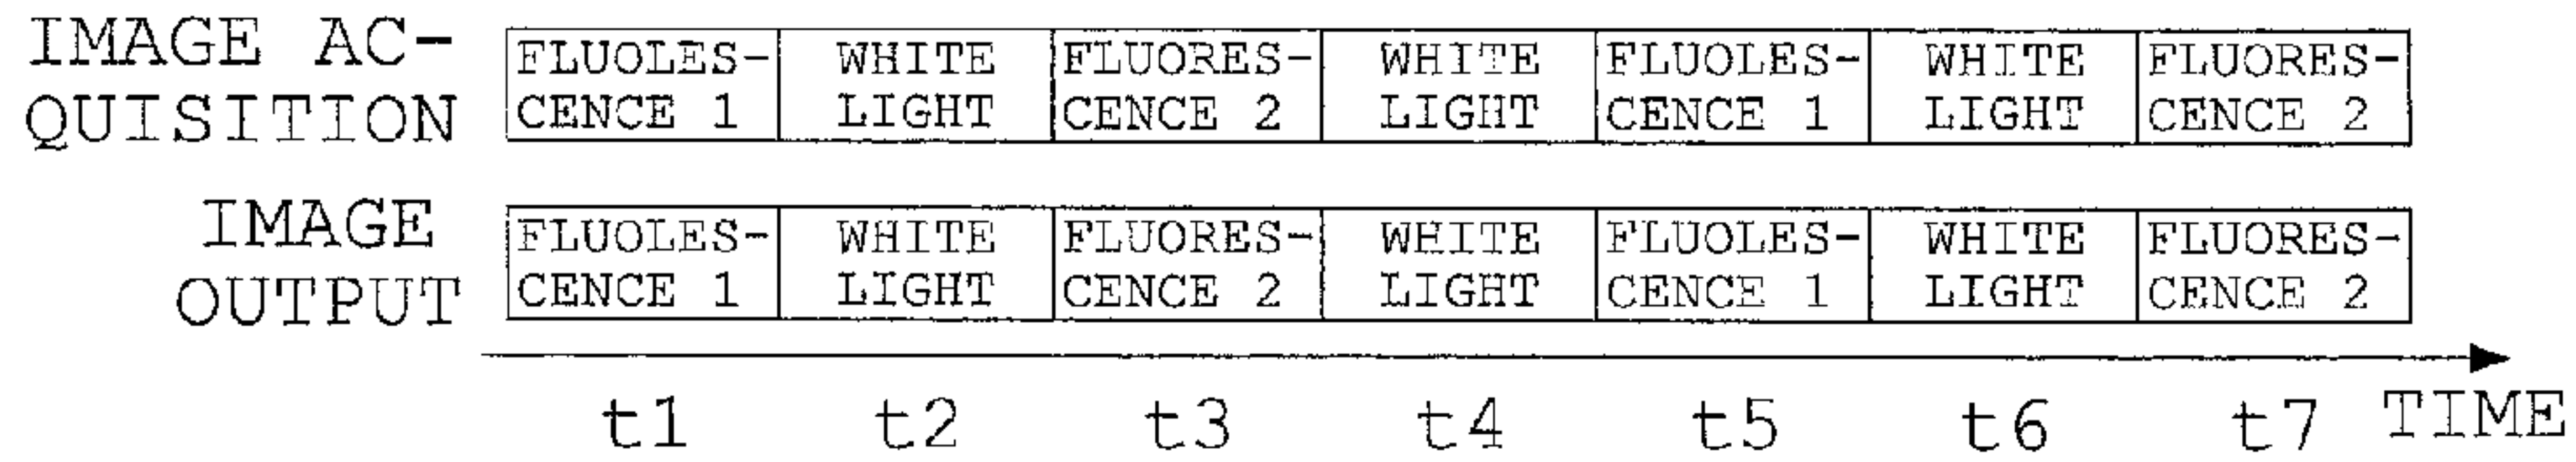 IMAGE AC-
QUISITION
FLUOLES-
CENCE 1
WHITE
LIGHT
FLUORES-
CENCE 2
WHITE
LIGHT
FLUOLES-
CENCE 1
WHITE
LIGHT
FLUORES-
CENCE 2
IMAGE
OUTPUT
FLUOLES-
CENCE 1
WHITE
LIGHT
FLUORES-
CENCE 2
WHITE
LIGHT
FLUOLES-
CENCE 1
WHITE
LIGHT
FLUORES-
CENCE 2
t1 t2 t3 t4 t5 t6 t7 TIME